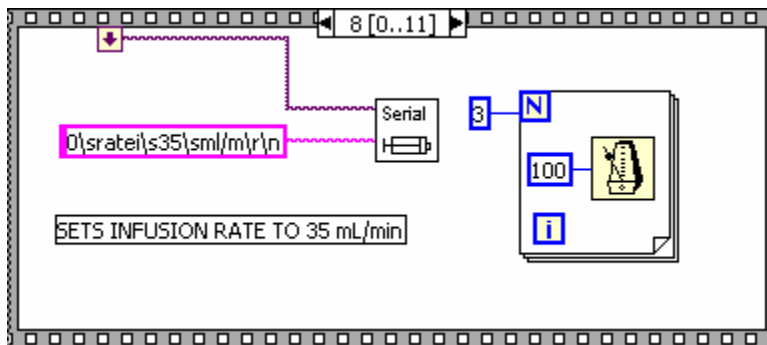 8 [0..11]
Serial
0\sratei\s35\sml/m\r\n
3
N
100
i
SETS INFUSION RATE TO 35 mL/min